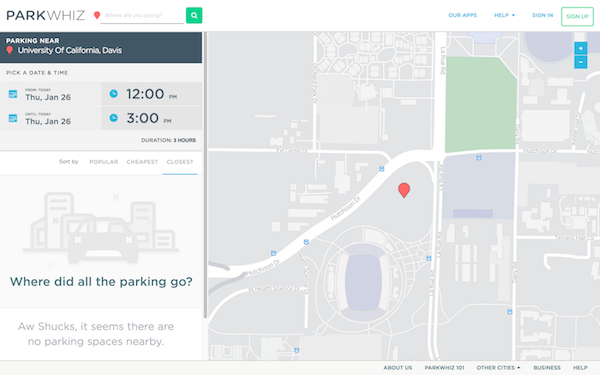 PARKWHIZ
Where are you going?
OUR APPS
HELP
SIGN IN
SIGN UP
PARKING NEAR
University Of California, Davis
PICK A DATE & TIME
FROM TODAY
Thu, Jan 26
12:00 PM
UNTIL TODAY
Thu, Jan 26
3:00 PM
DURATION: 3 HOURS
Sort by POPULAR CHEAPEST CLOSEST
Where did all the parking go?
Aw Shucks, it seems there are
no parking spaces nearby.
+
−
La Rue Rd
Hutchison Dr
Hutchison Dr
Hutchison Dr
ABOUT US
PARKWHIZ 101
OTHER CITIES
BUSINESS
HELP